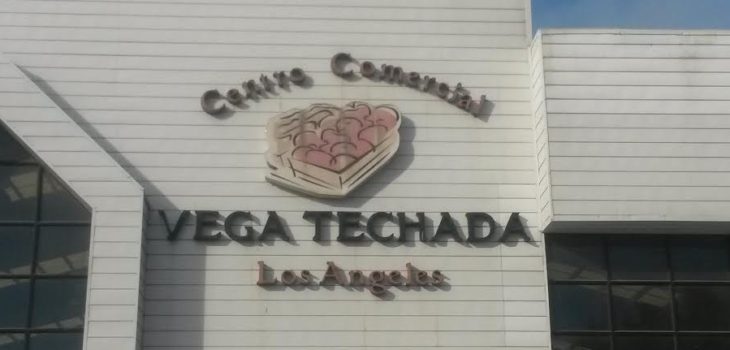 Centro Comercial
VEGA TECHADA
Los Angeles